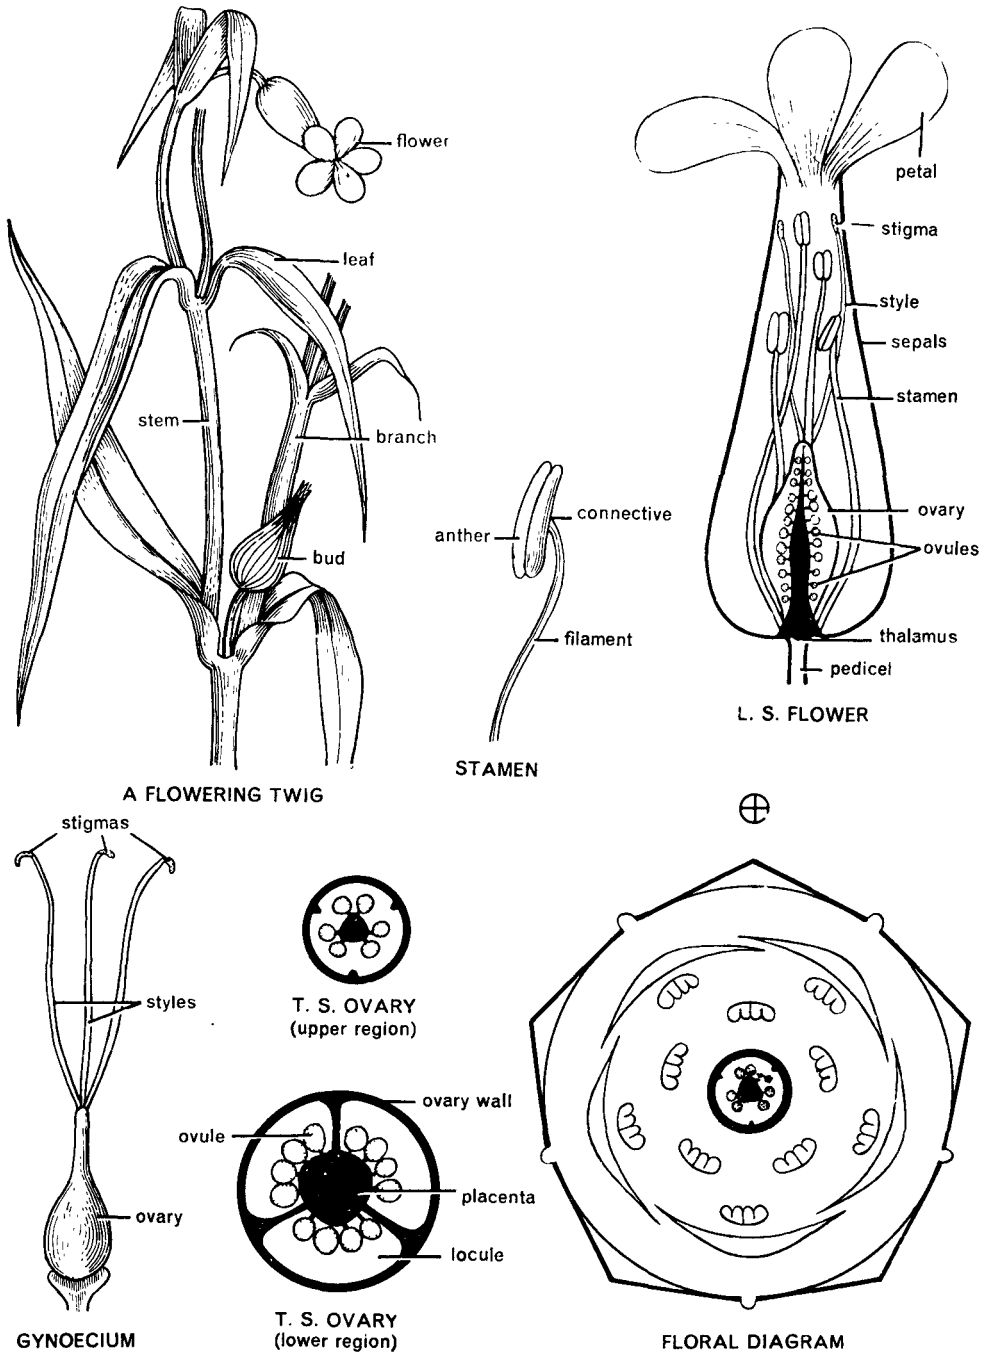 flower
leaf
stem
branch
bud
A FLOWERING TWIG
anther
connective
filament
STAMEN
petal
stigma
style
sepals
stamen
ovary
ovules
thalamus
pedicel
L. S. FLOWER
stigmas
styles
ovary
GYNOECIUM
T. S. OVARY
(upper region)
ovary wall
ovule
placenta
locule
T. S. OVARY
(lower region)
FLORAL DIAGRAM